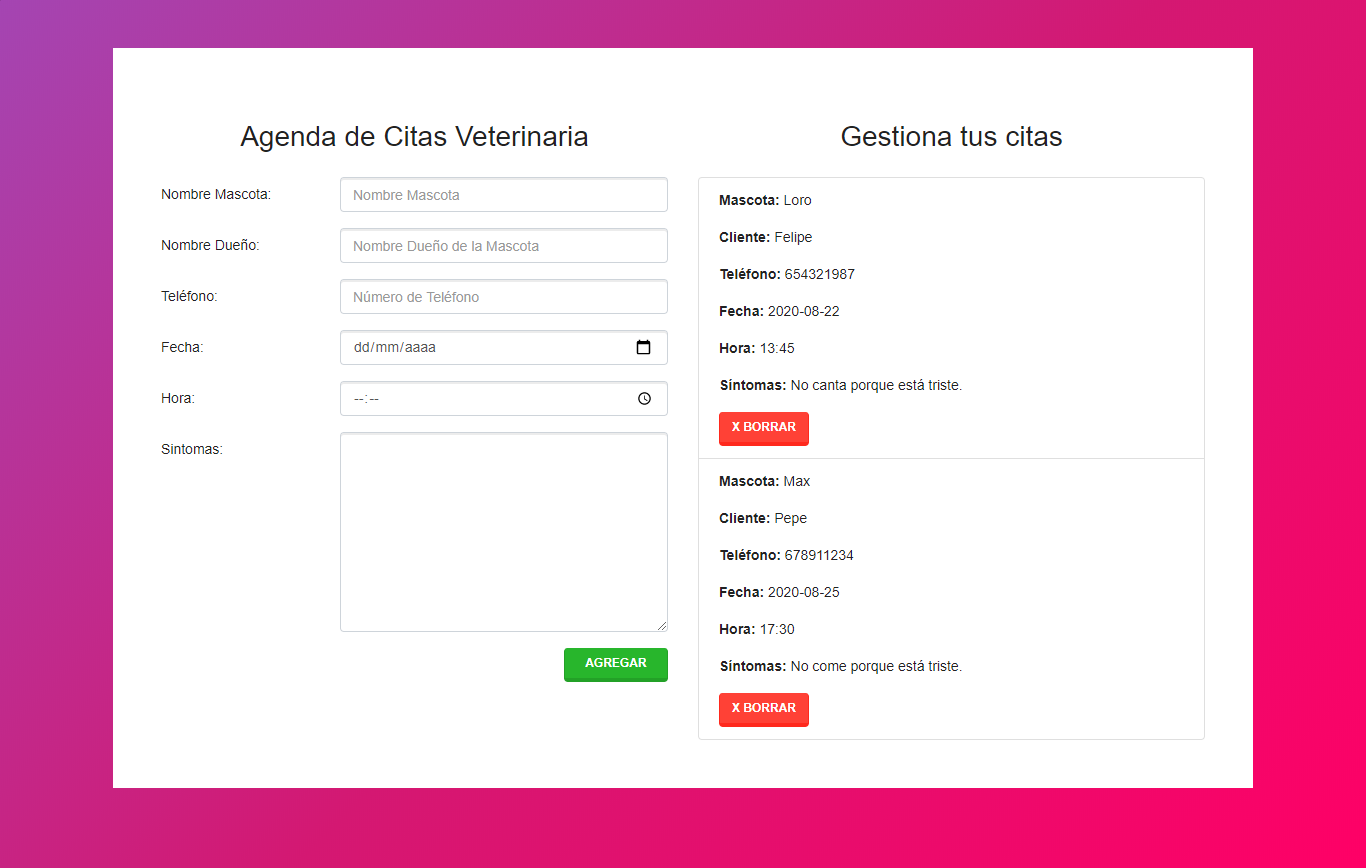 Agenda de Citas Veterinaria
Nombre Mascota:
Nombre Mascota
Nombre Dueño:
Nombre Dueño de la Mascota
Teléfono:
Número de Teléfono
Fecha:
dd/mm/aaaa
Hora:
--:--
Sintomas:
AGREGAR
Gestiona tus citas
Mascota: Loro
Cliente: Felipe
Teléfono: 654321987
Fecha: 2020-08-22
Hora: 13:45
Síntomas: No canta porque está triste.
X BORRAR
Mascota: Max
Cliente: Pepe
Teléfono: 678911234
Fecha: 2020-08-25
Hora: 17:30
Síntomas: No come porque está triste.
X BORRAR